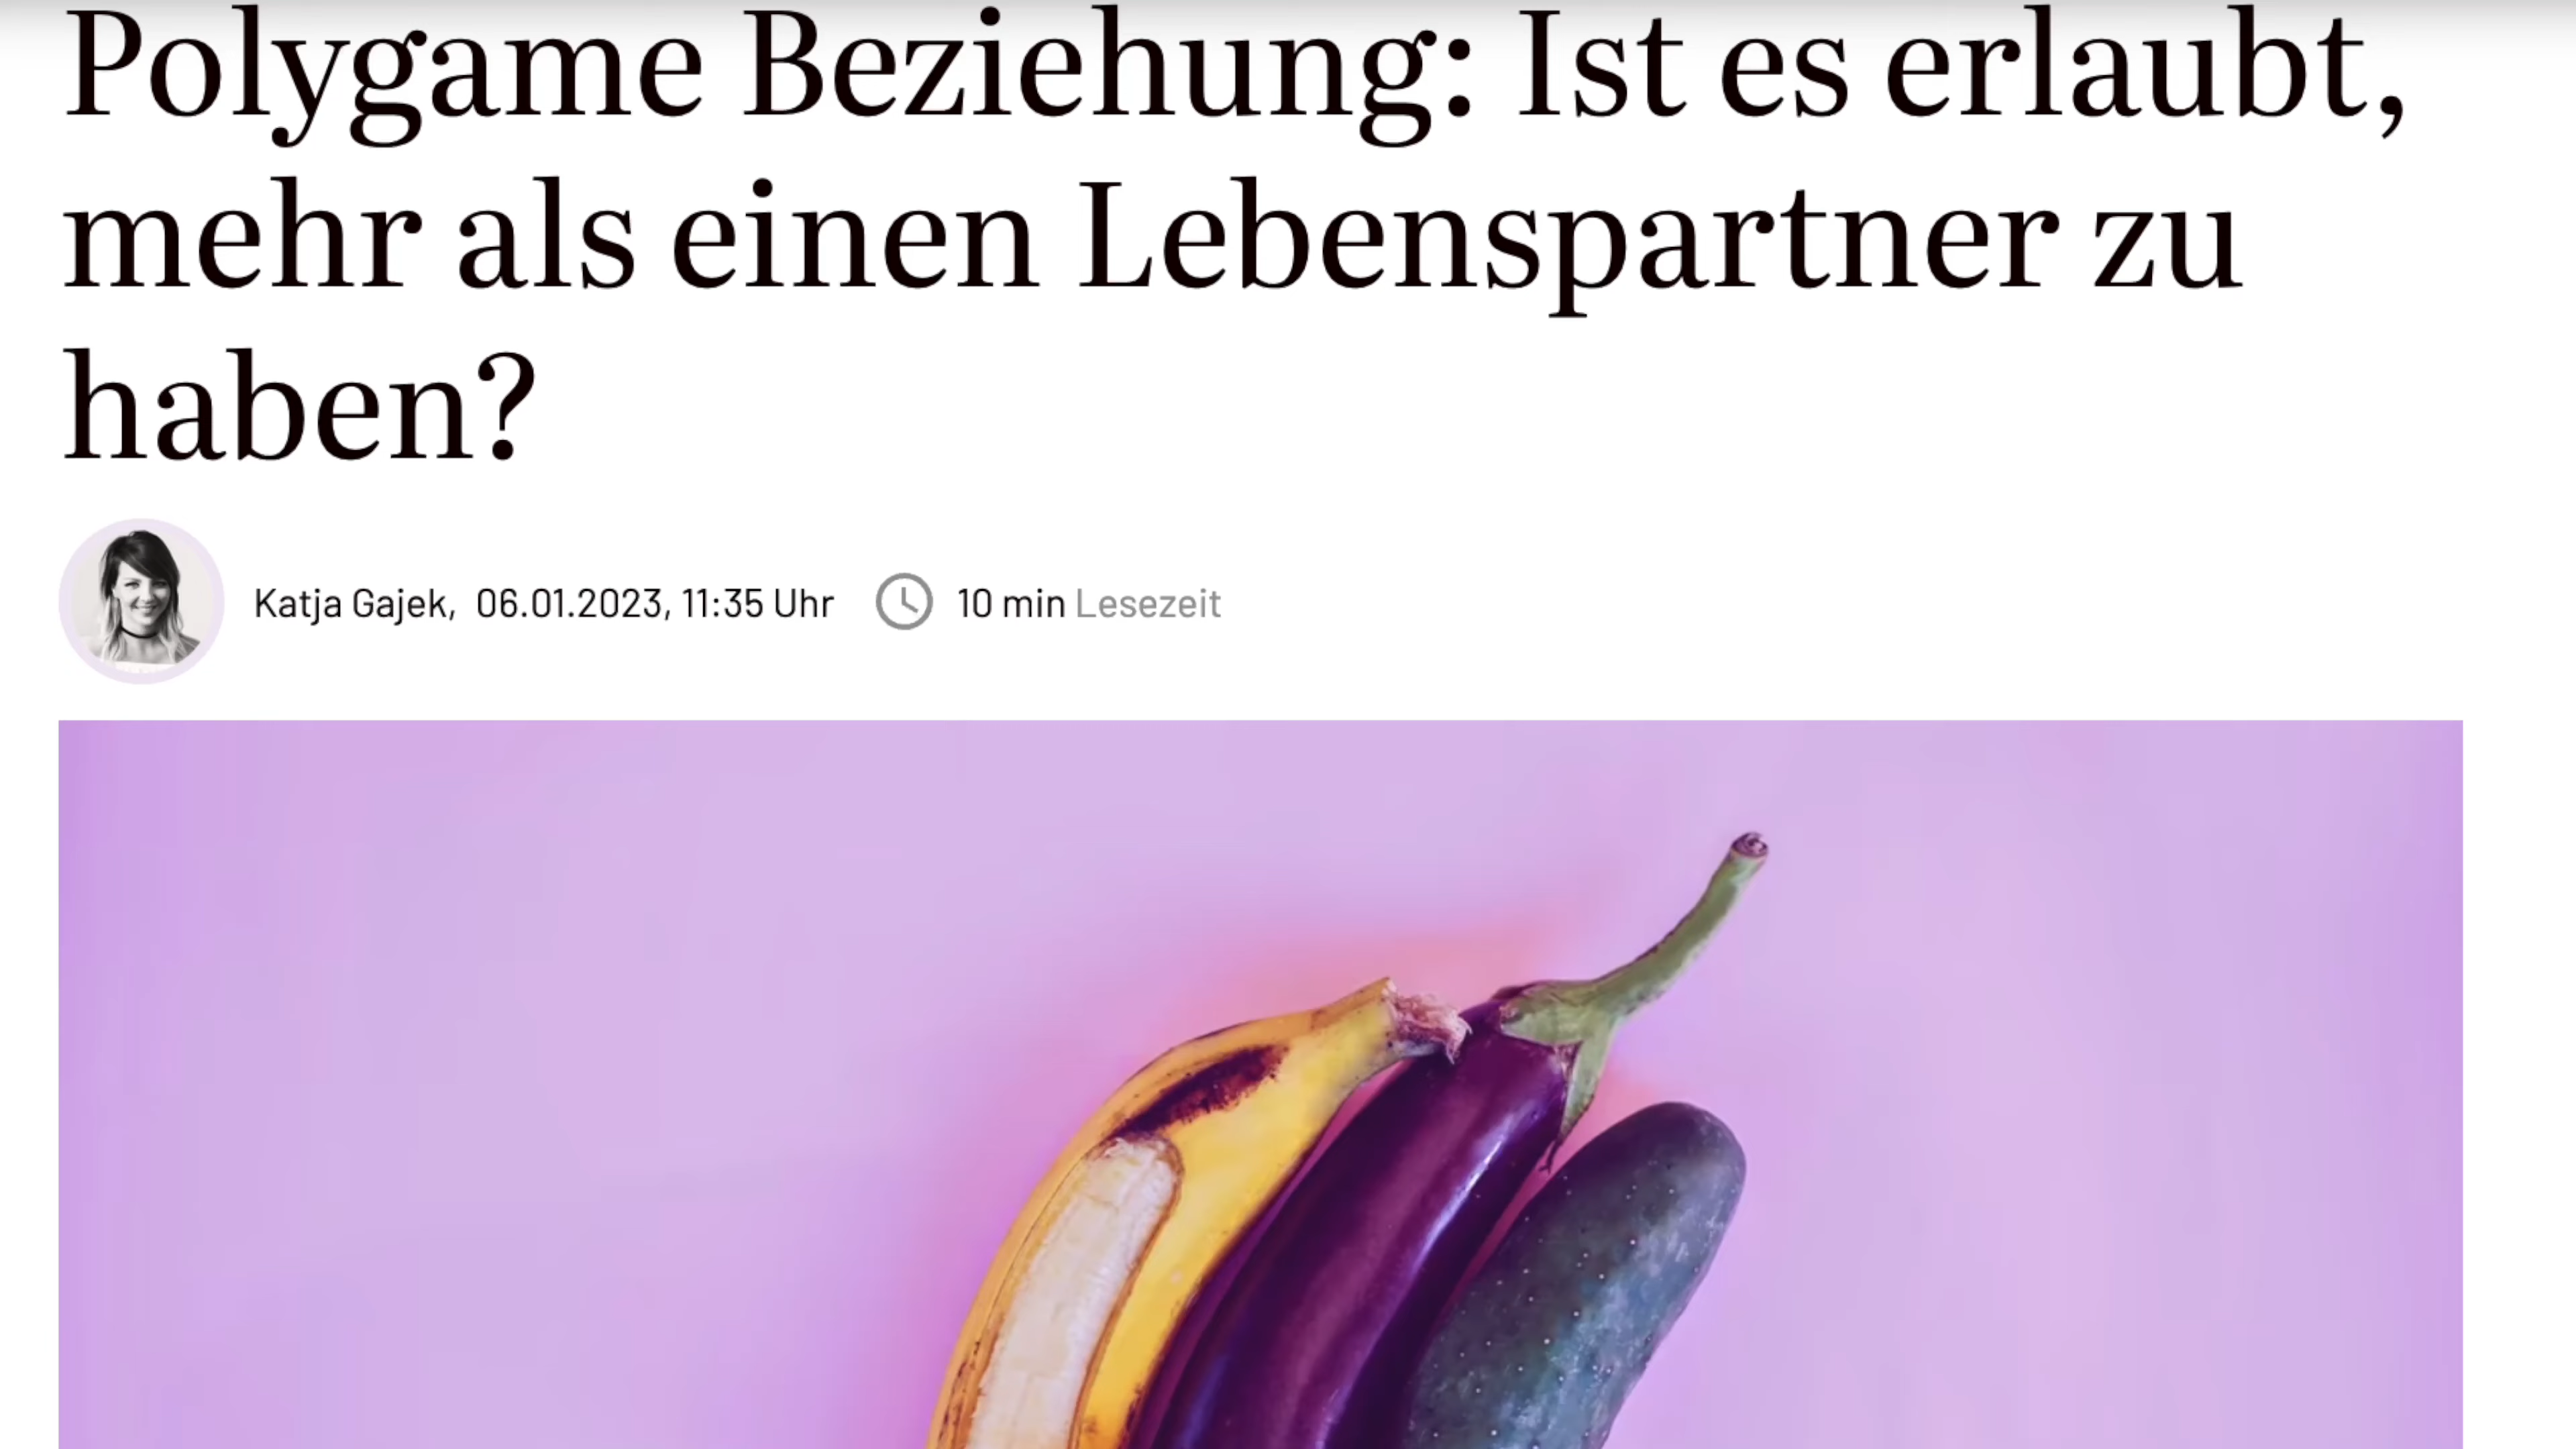 Polygame Beziehung: Ist es erlaubt,
mehr als einen Lebenspartner zu
haben?
Katja Gajek, 06.01.2023, 11:35 Uhr 10 min Lesezeit